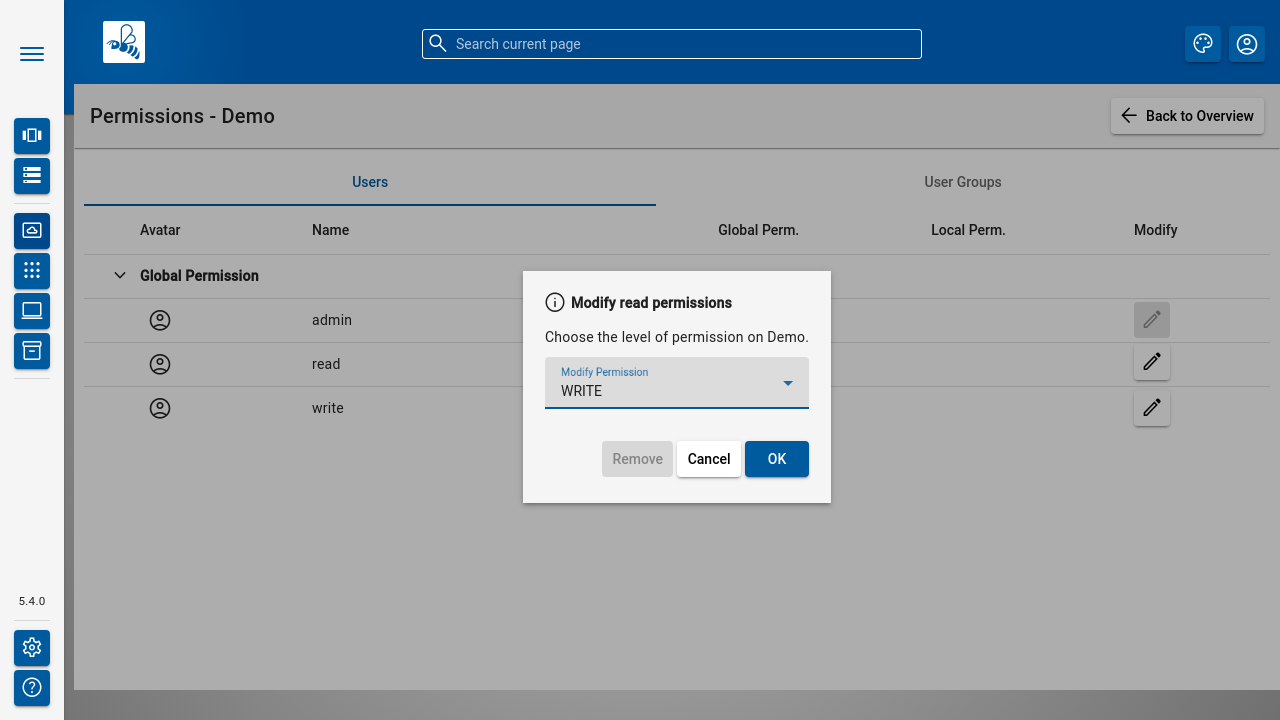 Search current page
Permissions - Demo
Back to Overview
Users
User Groups
Avatar
Name
Global Perm.
Local Perm.
Modify
Global Permission
admin
read
write
Modify read permissions
Choose the level of permission on Demo.
Modify Permission
WRITE
Remove
Cancel
OK
5.4.0